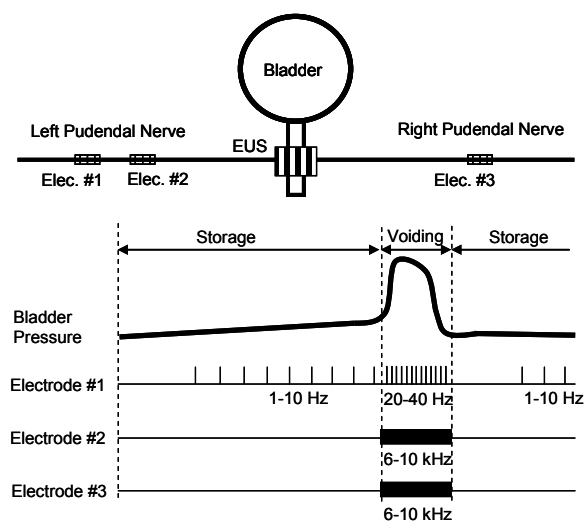 Bladder
Left Pudendal Nerve
Right Pudendal Nerve
EUS
Elec. #1
Elec. #2
Elec. #3
Storage
Voiding
Storage
Bladder
Pressure
Electrode #1
1-10 Hz
20-40 Hz
1-10 Hz
Electrode #2
6-10 kHz
Electrode #3
6-10 kHz